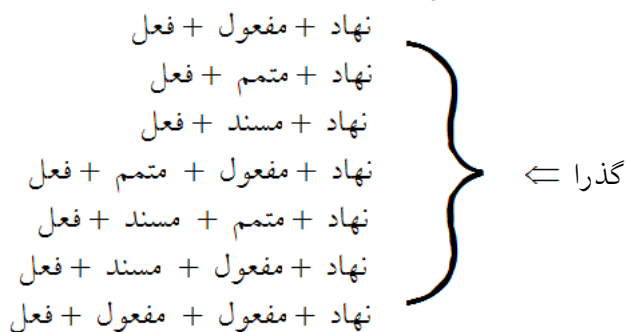 نهاد + مفعول + فعل
نهاد + متمم + فعل
نهاد + مسند + فعل
گذرا ⇐
نهاد + مفعول + متمم + فعل
نهاد + متمم + مسند + فعل
نهاد + مفعول + مسند + فعل
نهاد + مفعول + مفعول + فعل